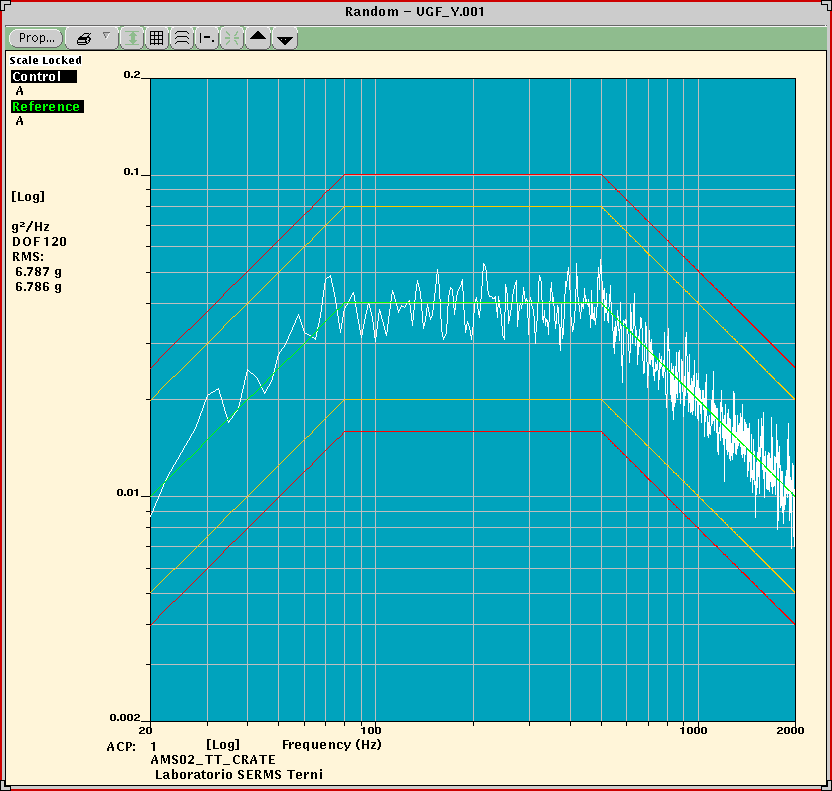 Random – UGF_Y.001
Prop...
Scale Locked
Control
A
Reference
A
[Log]
g²/Hz
DOF 120
RMS:
6.787 g
6.786 g
0.2
0.1
0.01
0.002
20 100 1000 2000
ACP: 1 [Log] Frequency (Hz)
AMS02_TT_CRATE
Laboratorio SERMS Terni